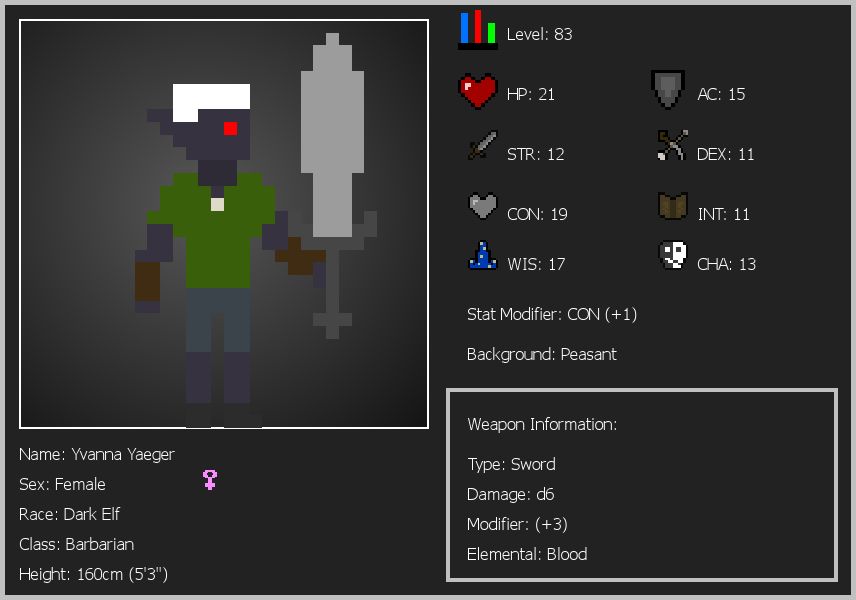 Level: 83
HP: 21
AC: 15
STR: 12
DEX: 11
CON: 19
INT: 11
WIS: 17
CHA: 13
Stat Modifier: CON (+1)
Background: Peasant
Weapon Information:
Type: Sword
Damage: d6
Modifier: (+3)
Elemental: Blood
Name: Yvanna Yaeger
Sex: Female
Race: Dark Elf
Class: Barbarian
Height: 160cm (5'3")